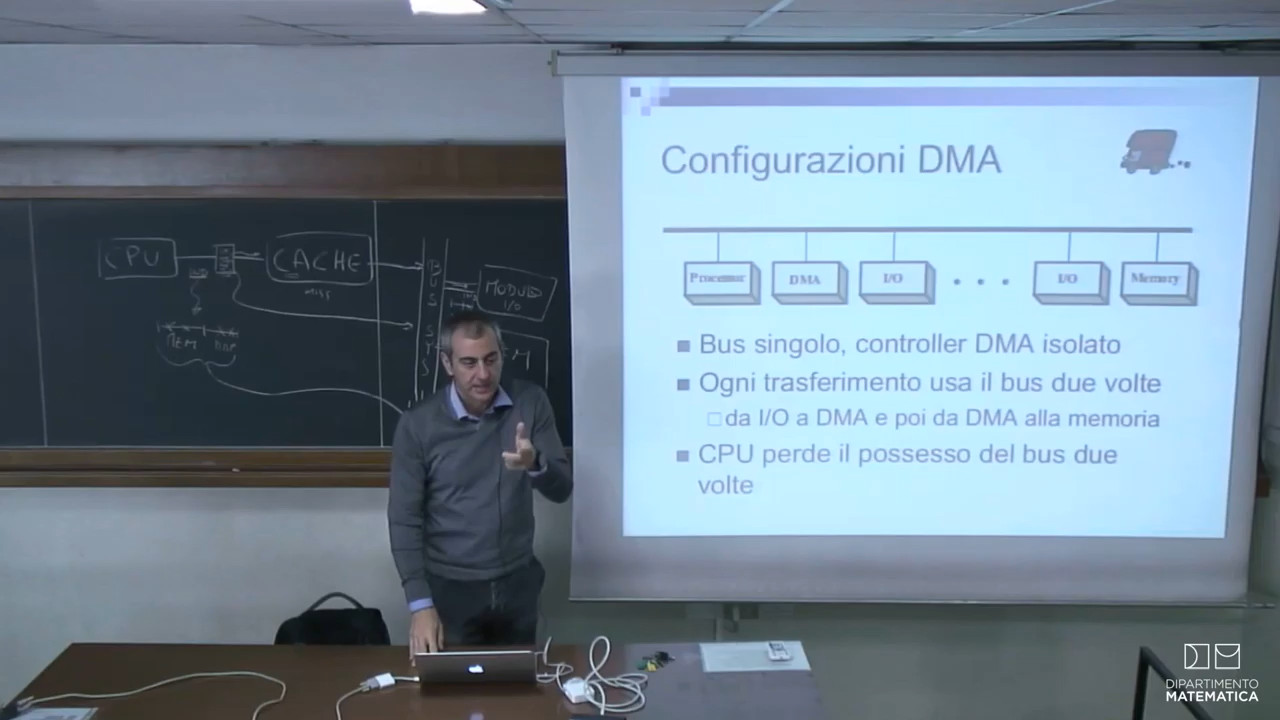 Configurazioni DMA
Processor
DMA
I/O
. . .
I/O
Memory
Bus singolo, controller DMA isolato
Ogni trasferimento usa il bus due volte
da I/O a DMA e poi da DMA alla memoria
CPU perde il possesso del bus due
volte
CPU
CACHE
miss
BUS
SYS
MODULO
I/O
MEM
DIPARTIMENTO
MATEMATICA